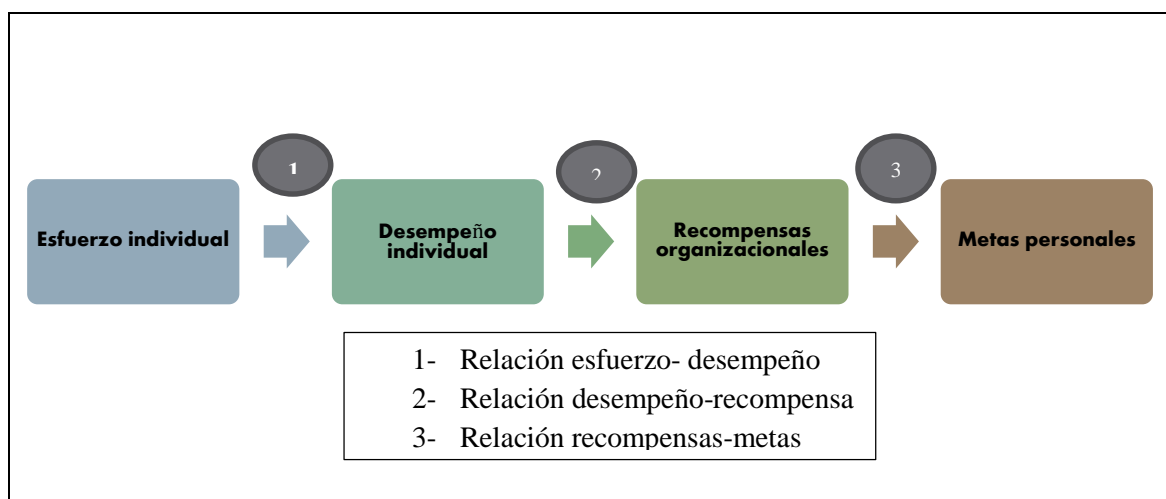 1
2
3
Esfuerzo individual
Desempeño
individual
Recompensas
organizacionales
Metas personales
1- Relación esfuerzo- desempeño
2- Relación desempeño-recompensa
3- Relación recompensas-metas